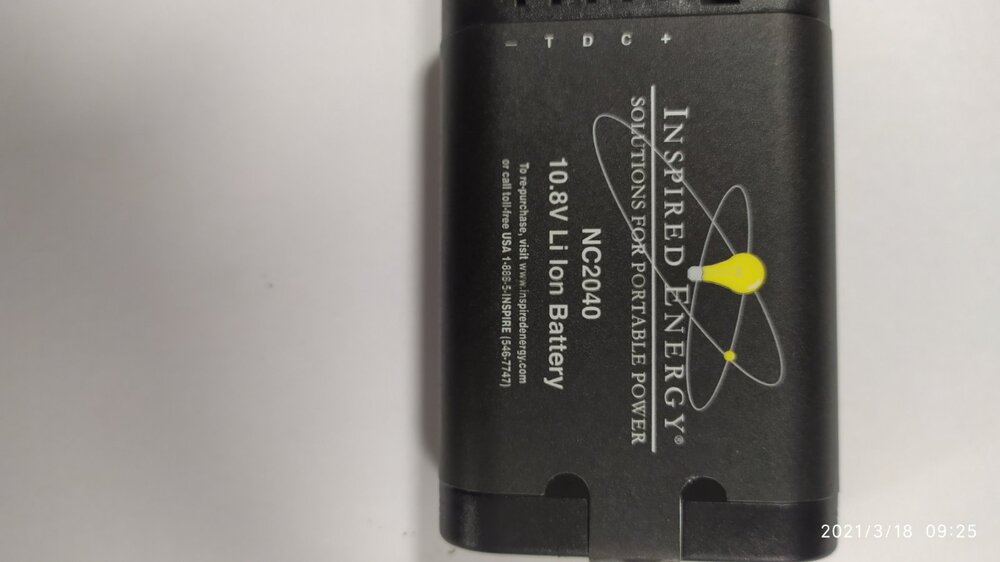 – T D C +
INSPIRED ENERGY®
SOLUTIONS FOR PORTABLE POWER
NC2040
10.8V Li Ion Battery
To re-purchase, visit www.inspiredenergy.com
or call toll-free USA 1-888-5-INSPIRE (546-7747)
2021/3/18 09:25